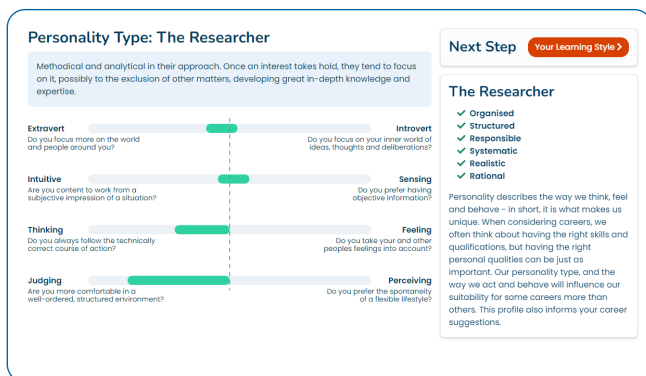 Personality Type: The Researcher
Methodical and analytical in their approach. Once an interest takes hold, they tend to focus
on it, possibly to the exclusion of other matters, developing great in-depth knowledge and
expertise.
Extravert
Do you focus more on the world
and people around you?
Introvert
Do you focus on your inner world of
ideas, thoughts and deliberations?
Intuitive
Are you content to work from a
subjective impression of a situation?
Sensing
Do you prefer having
objective information?
Thinking
Do you always follow the technically
correct course of action?
Feeling
Do you take your and other
peoples feelings into account?
Judging
Are you more comfortable in a
well-ordered, structured environment?
Perceiving
Do you prefer the spontaneity
of a flexible lifestyle?
Next Step
Your Learning Style
The Researcher
Organised
Structured
Responsible
Systematic
Realistic
Rational
Personality describes the way we think, feel
and behave - in short, it is what makes us
unique. When considering careers, we
often think about having the right skills and
qualifications, but having the right
personal qualities can be just as
important. Our personality type, and the
way we act and behave will influence our
suitability for some careers more than
others. This profile also informs your career
suggestions.